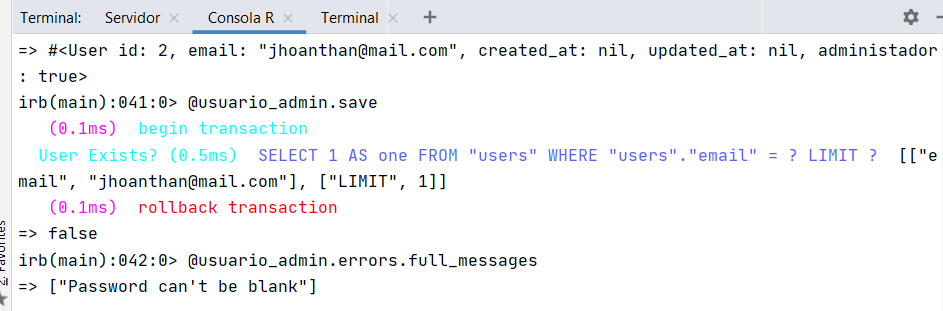 Terminal: Servidor × Consola R × Terminal × +
=> #<User id: 2, email: "jhoanthan@mail.com", created_at: nil, updated_at: nil, administador
: true>
irb(main):041:0> @usuario_admin.save
(0.1ms) begin transaction
User Exists? (0.5ms) SELECT 1 AS one FROM "users" WHERE "users"."email" = ? LIMIT ? [["e
mail", "jhoanthan@mail.com"], ["LIMIT", 1]]
(0.1ms) rollback transaction
=> false
irb(main):042:0> @usuario_admin.errors.full_messages
=> ["Password can't be blank"]
2: Favorites